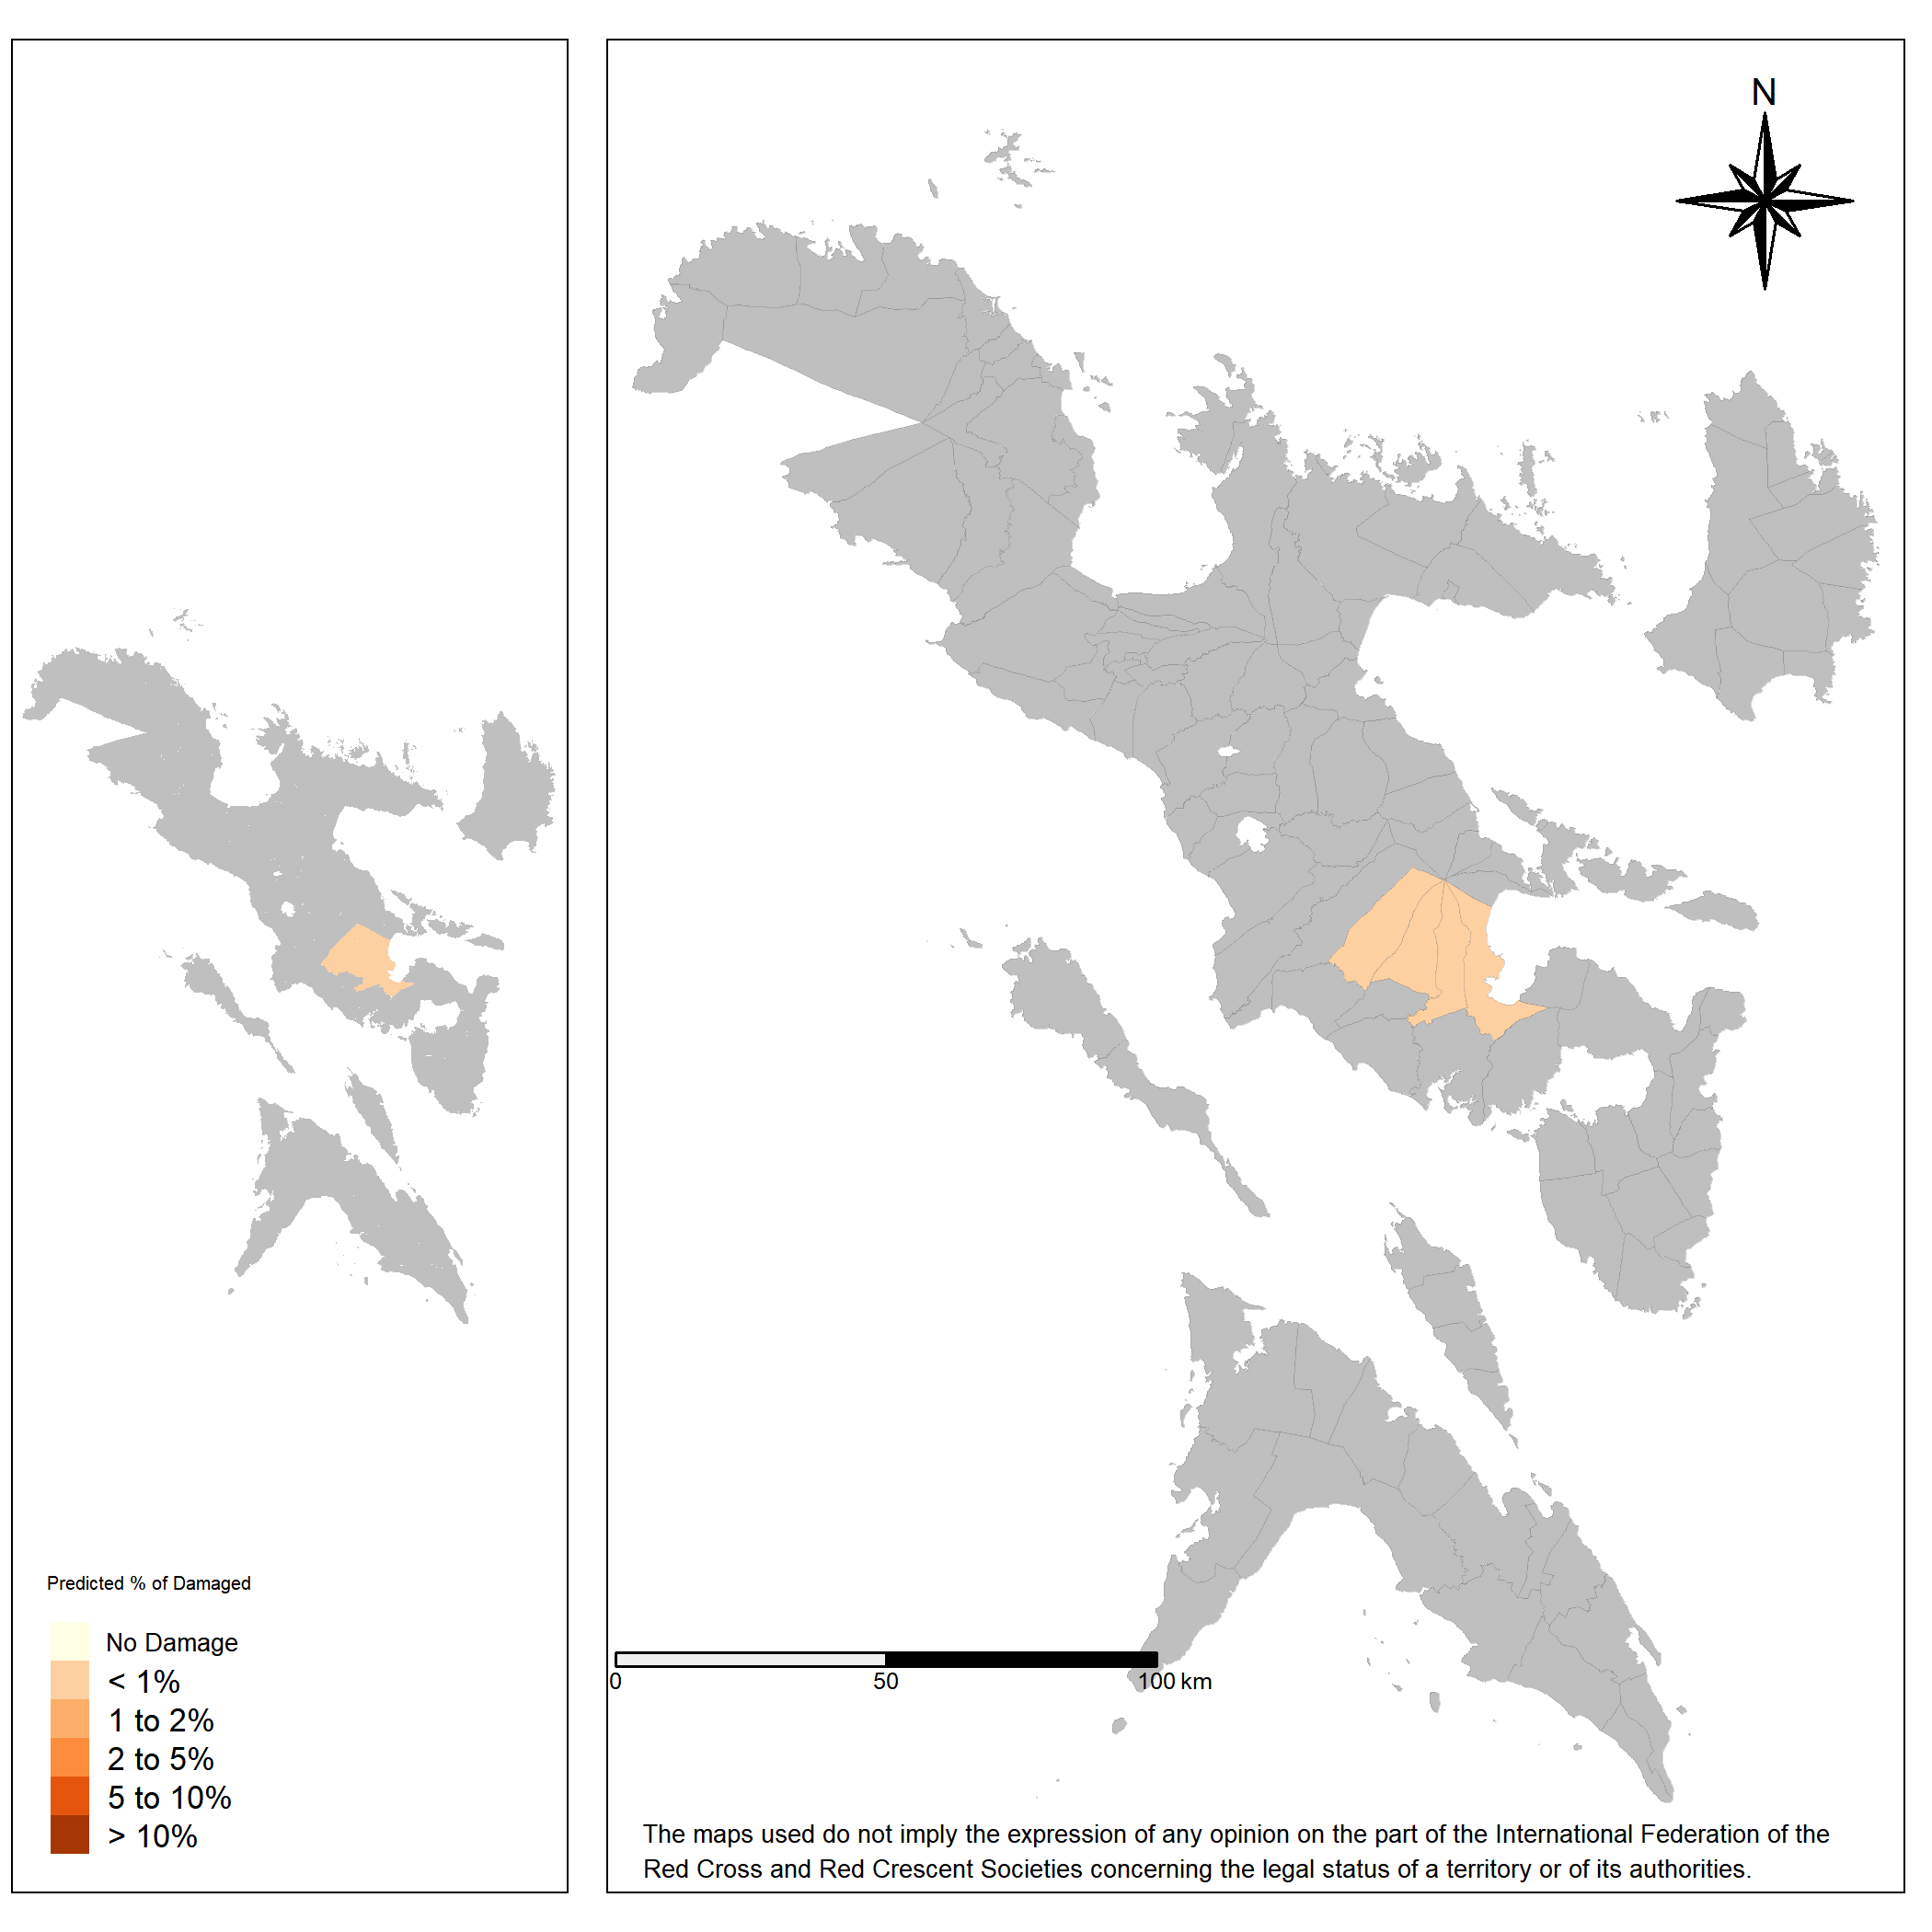 N
Predicted % of Damaged
No Damage
< 1%
1 to 2%
2 to 5%
5 to 10%
> 10%
0 50 100 km
The maps used do not imply the expression of any opinion on the part of the International Federation of the
Red Cross and Red Crescent Societies concerning the legal status of a territory or of its authorities.